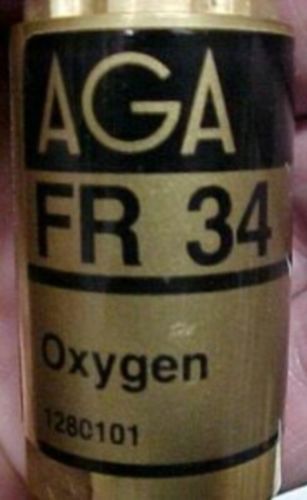 AGA
FR 34
Oxygen
1280101